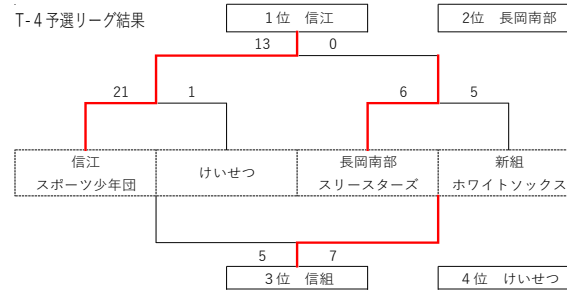 T-4予選リーグ結果
1位 信江
2位 長岡南部
13 0
21 1 6 5
信江
スポーツ少年団
けいせつ
長岡南部
スリースターズ
新組
ホワイトソックス
5 7
3位 信組
4位 けいせつ